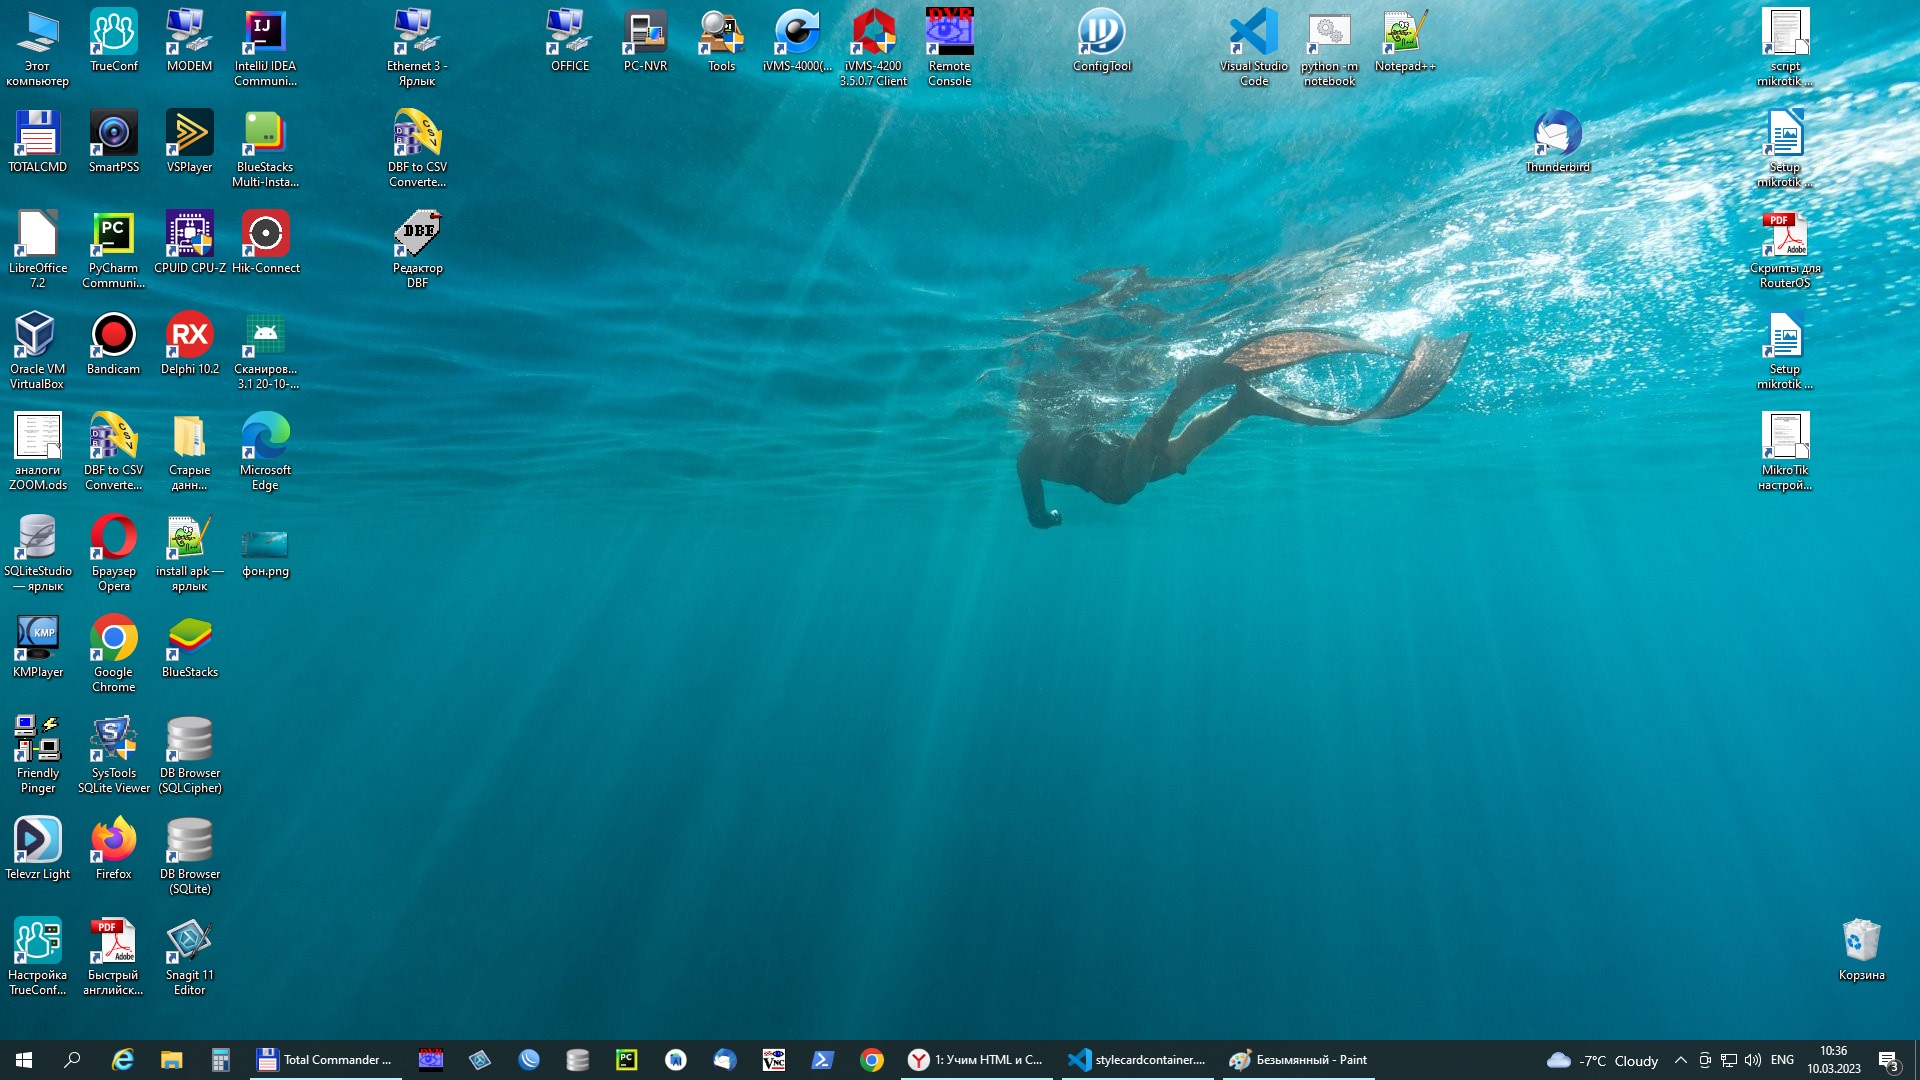 Этот
компьютер
TrueConf
MODEM
IntelliJ IDEA
Communi...
Ethernet 3 -
Ярлык
OFFICE
PC-NVR
Tools
iVMS-4000(...
iVMS-4200
3.5.0.7 Client
DVR
Remote
Console
ConfigTool
Visual Studio
Code
python -m
notebook
Notepad++
script
mikrotik ...
TOTALCMD
SmartPSS
VSPlayer
BlueStacks
Multi-Insta...
DBF to CSV
Converte...
Thunderbird
Setup
mikrotik ...
LibreOffice
7.2
PyCharm
Communi...
CPUID CPU-Z
Hik-Connect
Редактор
DBF
Скрипты для
RouterOS
Oracle VM
VirtualBox
Bandicam
Delphi 10.2
Сканиров...
3.1 20-10-...
Setup
mikrotik ...
аналоги
ZOOM.ods
DBF to CSV
Converte...
Старые
данн...
Microsoft
Edge
MikroTik
настрой...
SQLiteStudio
— ярлык
Браузер
Opera
install apk —
ярлык
фон.png
KMPlayer
Google
Chrome
BlueStacks
Friendly
Pinger
SysTools
SQLite Viewer
DB Browser
(SQLCipher)
Televzr Light
Firefox
DB Browser
(SQLite)
Настройка
TrueConf...
Быстрый
английск...
Snagit 11
Editor
Корзина
Total Commander ...
1: Учим HTML и C...
stylecardcontainer....
Безымянный - Paint
-7°C Cloudy
ENG
10:36
10.03.2023
3